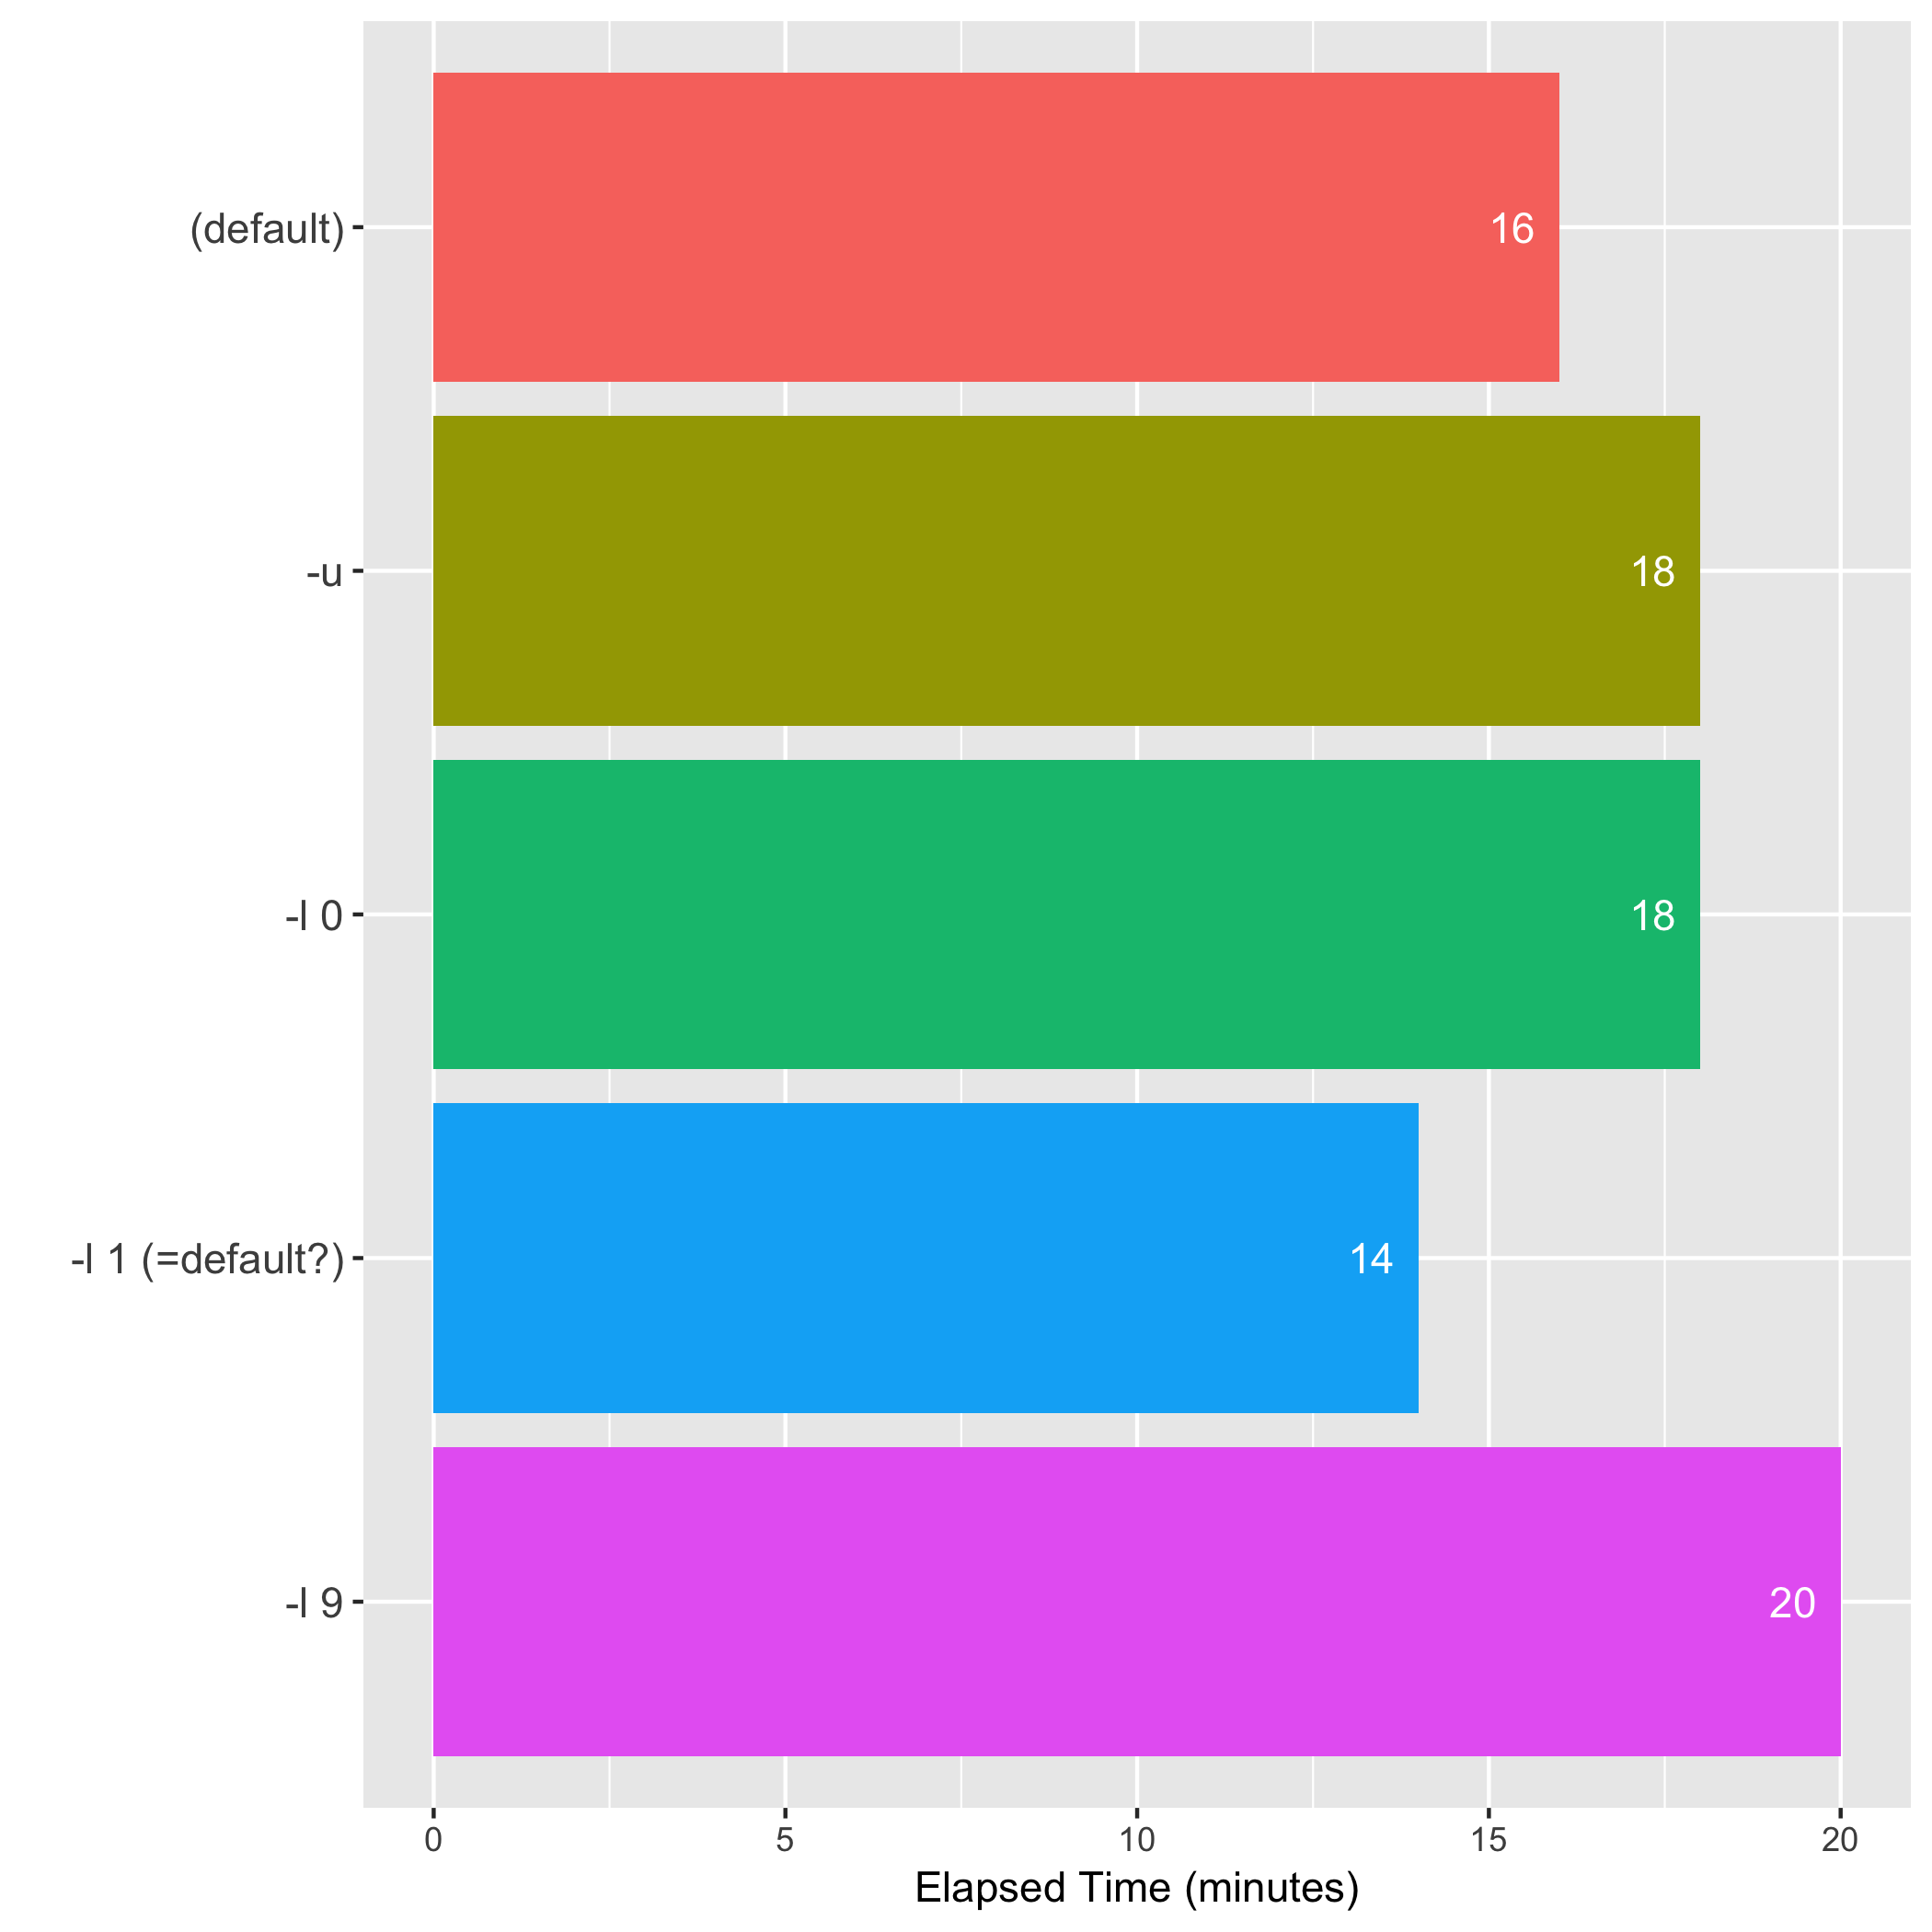 (default)
16
-u
18
-l 0
18
-l 1 (=default?)
14
-l 9
20
0 5 10 15 20
Elapsed Time (minutes)